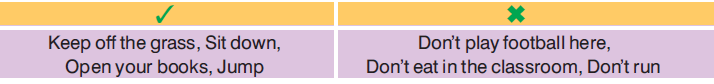 ✓
✖
Keep off the grass, Sit down,
Open your books, Jump
Don't play football here,
Don't eat in the classroom, Don't run